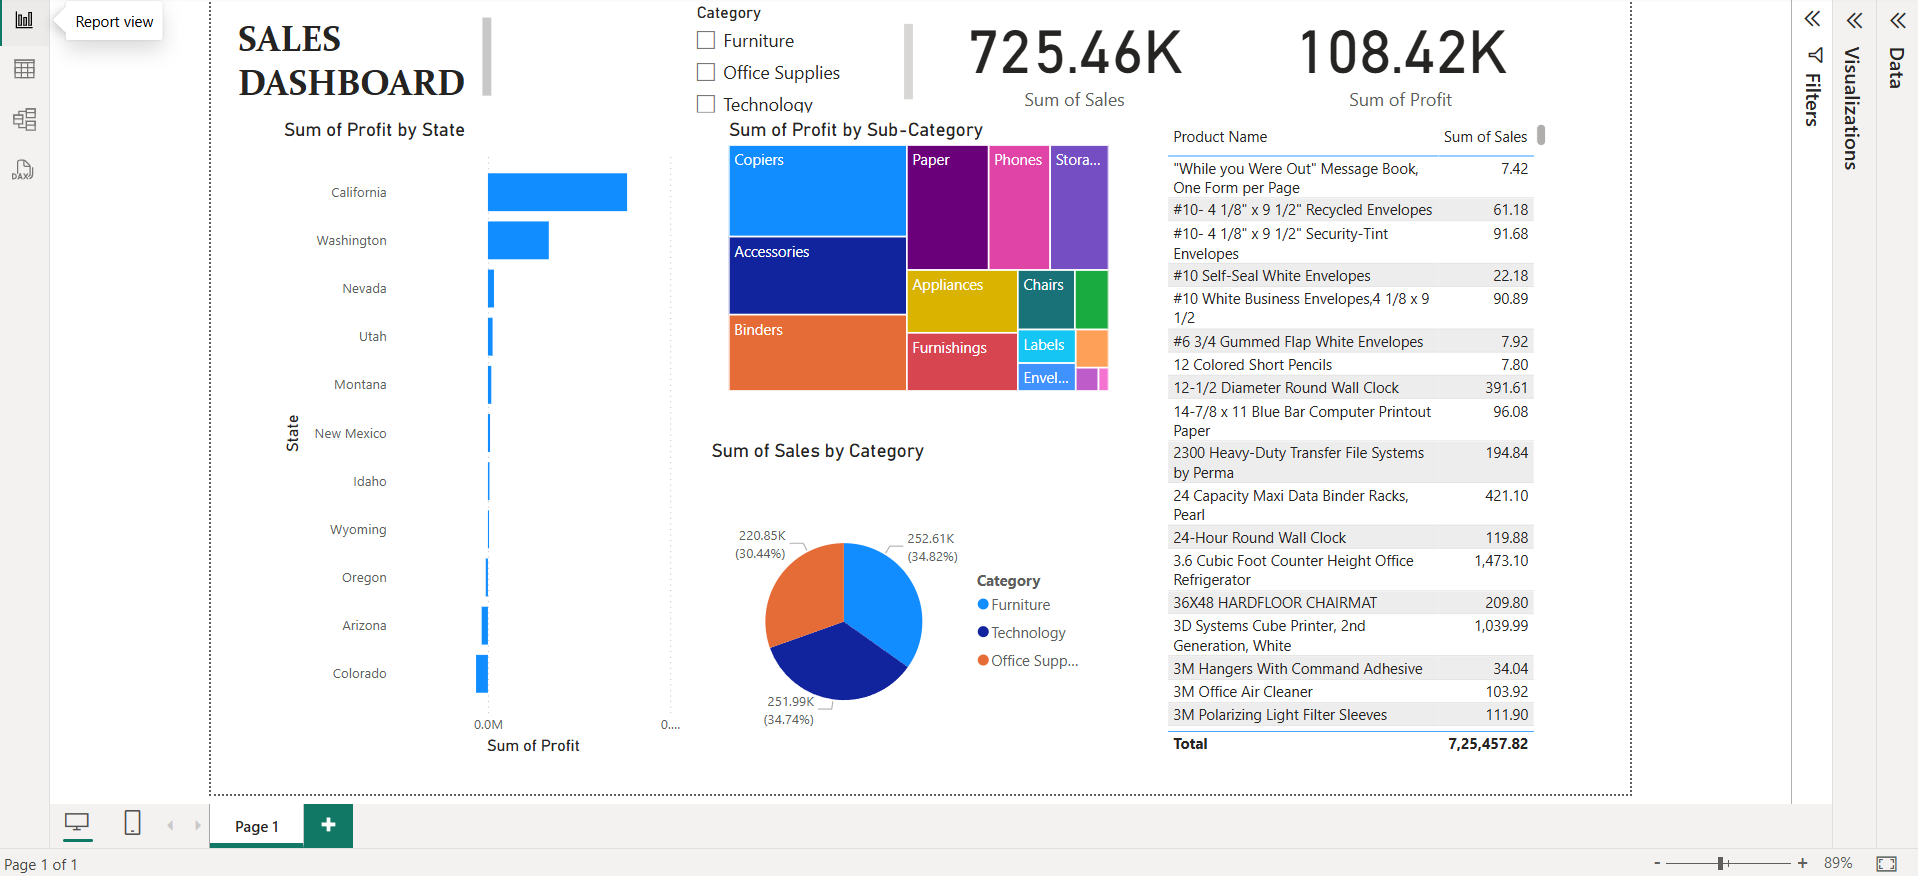 Report view
SALES
DASHBOARD
Category
Furniture
Office Supplies
Technology
725.46K
Sum of Sales
108.42K
Sum of Profit
Filters
Visualizations
Data
Sum of Profit by State
State
California
Washington
Nevada
Utah
Montana
New Mexico
Idaho
Wyoming
Oregon
Arizona
Colorado
0.0M
0....
Sum of Profit
Sum of Profit by Sub-Category
Copiers
Accessories
Binders
Paper
Phones
Stora...
Appliances
Furnishings
Chairs
Labels
Envel...
Sum of Sales by Category
220.85K
(30.44%)
252.61K
(34.82%)
251.99K
(34.74%)
Category
Furniture
Technology
Office Supp...
Product Name Sum of Sales
"While you Were Out" Message Book, 7.42
One Form per Page
#10- 4 1/8" x 9 1/2" Recycled Envelopes 61.18
#10- 4 1/8" x 9 1/2" Security-Tint 91.68
Envelopes
#10 Self-Seal White Envelopes 22.18
#10 White Business Envelopes,4 1/8 x 9 90.89
1/2
#6 3/4 Gummed Flap White Envelopes 7.92
12 Colored Short Pencils 7.80
12-1/2 Diameter Round Wall Clock 391.61
14-7/8 x 11 Blue Bar Computer Printout 96.08
Paper
2300 Heavy-Duty Transfer File Systems 194.84
by Perma
24 Capacity Maxi Data Binder Racks, 421.10
Pearl
24-Hour Round Wall Clock 119.88
3.6 Cubic Foot Counter Height Office 1,473.10
Refrigerator
36X48 HARDFLOOR CHAIRMAT 209.80
3D Systems Cube Printer, 2nd 1,039.99
Generation, White
3M Hangers With Command Adhesive 34.04
3M Office Air Cleaner 103.92
3M Polarizing Light Filter Sleeves 111.90
Total 7,25,457.82
DAX
Page 1
+
Page 1 of 1
- + 89%